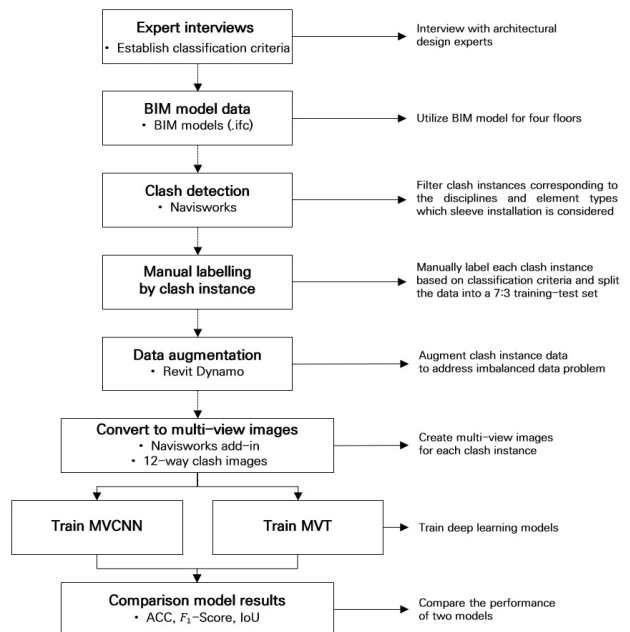 Expert interviews
• Establish classification criteria
Interview with architectural
design experts
BIM model data
• BIM models (.ifc)
Utilize BIM model for four floors
Clash detection
• Navisworks
Filter clash instances corresponding to
the disciplines and element types
which sleeve installation is considered
Manual labelling
by clash instance
Manually label each clash instance
based on classification criteria and split
the data into a 7:3 training-test set
Data augmentation
• Revit Dynamo
Augment clash instance data
to address imbalanced data problem
Convert to multi-view images
• Navisworks add-in
• 12-way clash images
Create multi-view images
for each clash instance
Train MVCNN
Train MVT
Train deep learning models
Comparison model results
• ACC, F₁-Score, IoU
Compare the performance
of two models